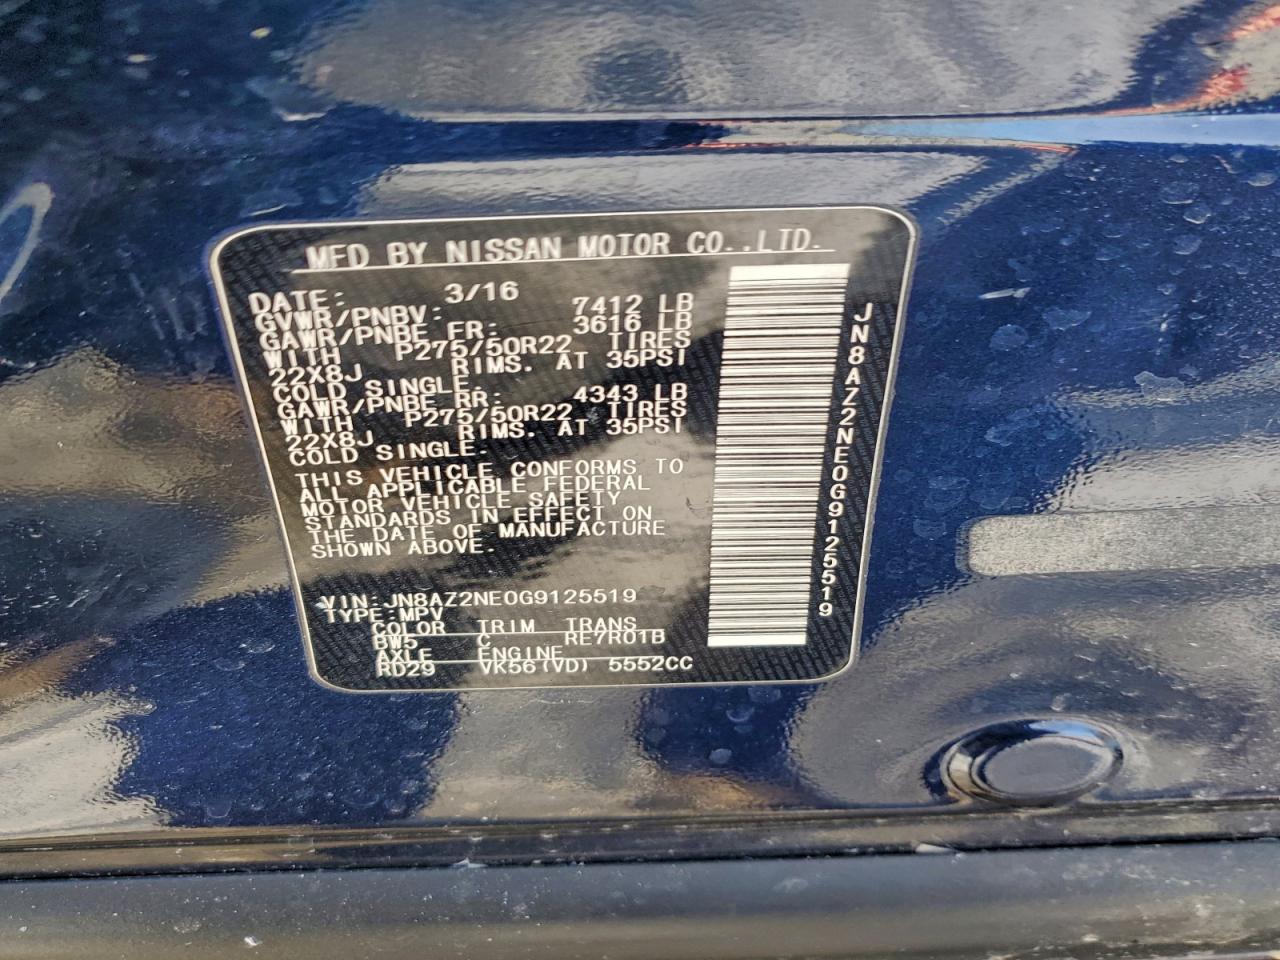 MFD BY NISSAN MOTOR CO.,LTD.
DATE: 3/16
GVWR/PNBV: 7412 LB
GAWR/PNBE FR: 3616 LB
WITH P275/50R22 TIRES
22X8J RIMS. AT 35PSI
COLD SINGLE.
GAWR/PNBE RR: 4343 LB
WITH P275/50R22 TIRES
22X8J RIMS. AT 35PSI
COLD SINGLE.
THIS VEHICLE CONFORMS TO
ALL APPLICABLE FEDERAL
MOTOR VEHICLE SAFETY
STANDARDS IN EFFECT ON
THE DATE OF MANUFACTURE
SHOWN ABOVE.
VIN: JN8AZ2NE0G9125519
TYPE: MPV
COLOR TRIM TRANS
BW5 C RE7R01B
AXLE ENGINE
RD29 VK56(VD) 5552CC
JN8AZ2NE0G9125519